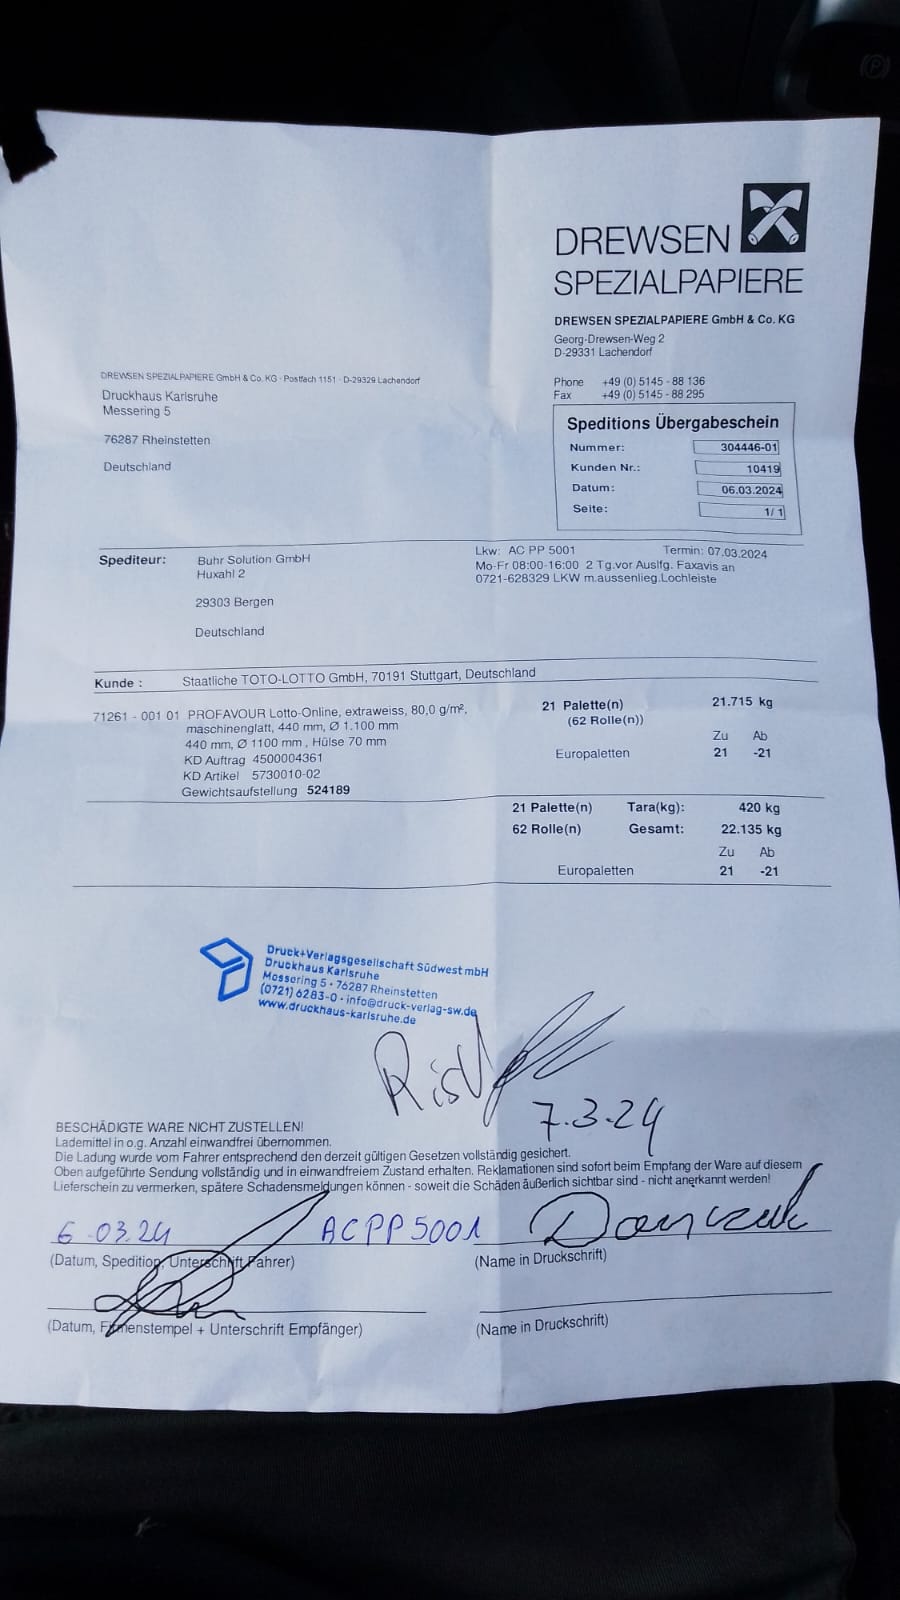 DREWSEN
SPEZIALPAPIERE
DREWSEN SPEZIALPAPIERE GmbH & Co. KG
Georg-Drewsen-Weg 2
D-29331 Lachendorf
Phone +49 (0) 5145 - 88 136
Fax +49 (0) 5145 - 88 295
DREWSEN SPEZIALPAPIERE GmbH & Co. KG · Postfach 1151 · D-29329 Lachendorf
Druckhaus Karlsruhe
Messering 5
76287 Rheinstetten
Deutschland
Speditions Übergabeschein
Nummer: 304446-01
Kunden Nr.: 10419
Datum: 06.03.2024
Seite: 1/ 1
Spediteur: Buhr Solution GmbH
Huxahl 2
29303 Bergen
Deutschland
Lkw: AC PP 5001 Termin: 07.03.2024
Mo-Fr 08:00-16:00 2 Tg.vor Auslfg. Faxavis an
0721-628329 LKW m.aussenlieg.Lochleiste
Kunde : Staatliche TOTO-LOTTO GmbH, 70191 Stuttgart, Deutschland
71261 - 001 01 PROFAVOUR Lotto-Online, extraweiss, 80,0 g/m²,
maschinenglatt, 440 mm, Ø 1.100 mm
440 mm, Ø 1100 mm , Hülse 70 mm
KD Auftrag 4500004361
KD Artikel 5730010-02
Gewichtsaufstellung 524189
21 Palette(n) 21.715 kg
(62 Rolle(n))
Zu Ab
Europaletten 21 -21
21 Palette(n) Tara(kg): 420 kg
62 Rolle(n) Gesamt: 22.135 kg
Zu Ab
Europaletten 21 -21
Druck+Verlagsgesellschaft Südwest mbH
Druckhaus Karlsruhe
Messering 5 · 76287 Rheinstetten
(0721) 6283-0 · info@druck-verlag-sw.de
www.druckhaus-karlsruhe.de
7.3.24
BESCHÄDIGTE WARE NICHT ZUSTELLEN!
Lademittel in o.g. Anzahl einwandfrei übernommen.
Die Ladung wurde vom Fahrer entsprechend den derzeit gültigen Gesetzen vollständig gesichert.
Oben aufgeführte Sendung vollständig und in einwandfreiem Zustand erhalten. Reklamationen sind sofort beim Empfang der Ware auf diesem
Lieferschein zu vermerken, spätere Schadensmeldungen können - soweit die Schäden äußerlich sichtbar sind - nicht anerkannt werden!
6.03.24 ACPP5001
(Datum, Spedition, Unterschrift Fahrer) (Name in Druckschrift)
(Datum, Firmenstempel + Unterschrift Empfänger) (Name in Druckschrift)